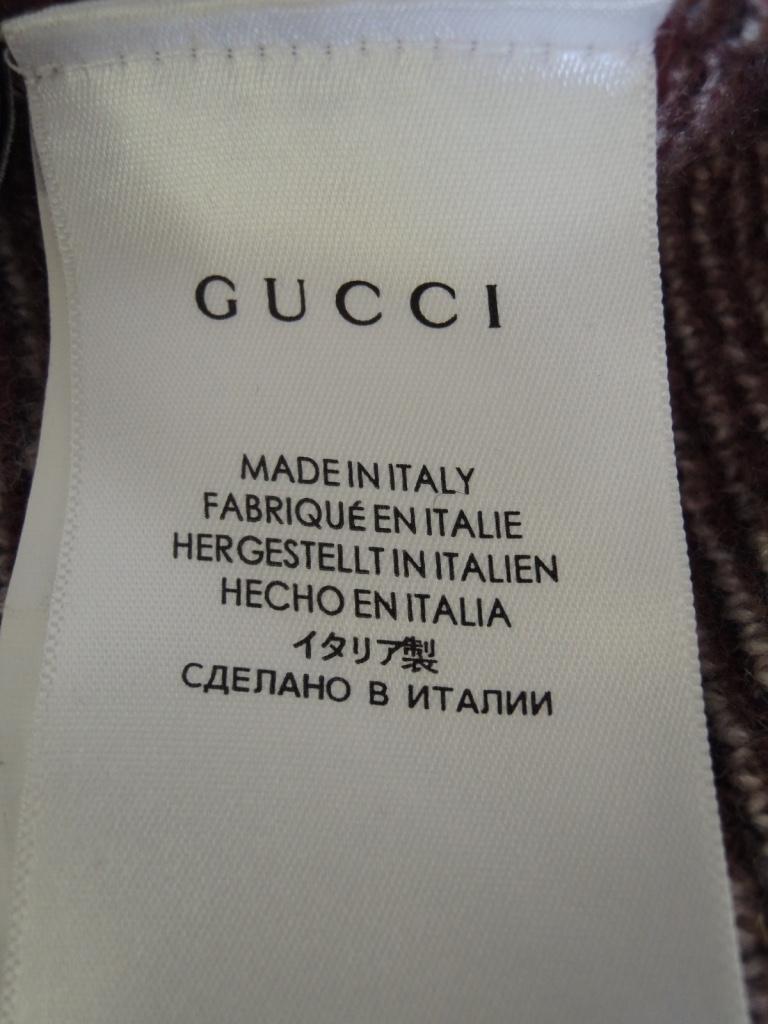 GUCCI
MADE IN ITALY
FABRIQUÉ EN ITALIE
HERGESTELLT IN ITALIEN
HECHO EN ITALIA
イタリア製
СДЕЛАНО В ИТАЛИИ